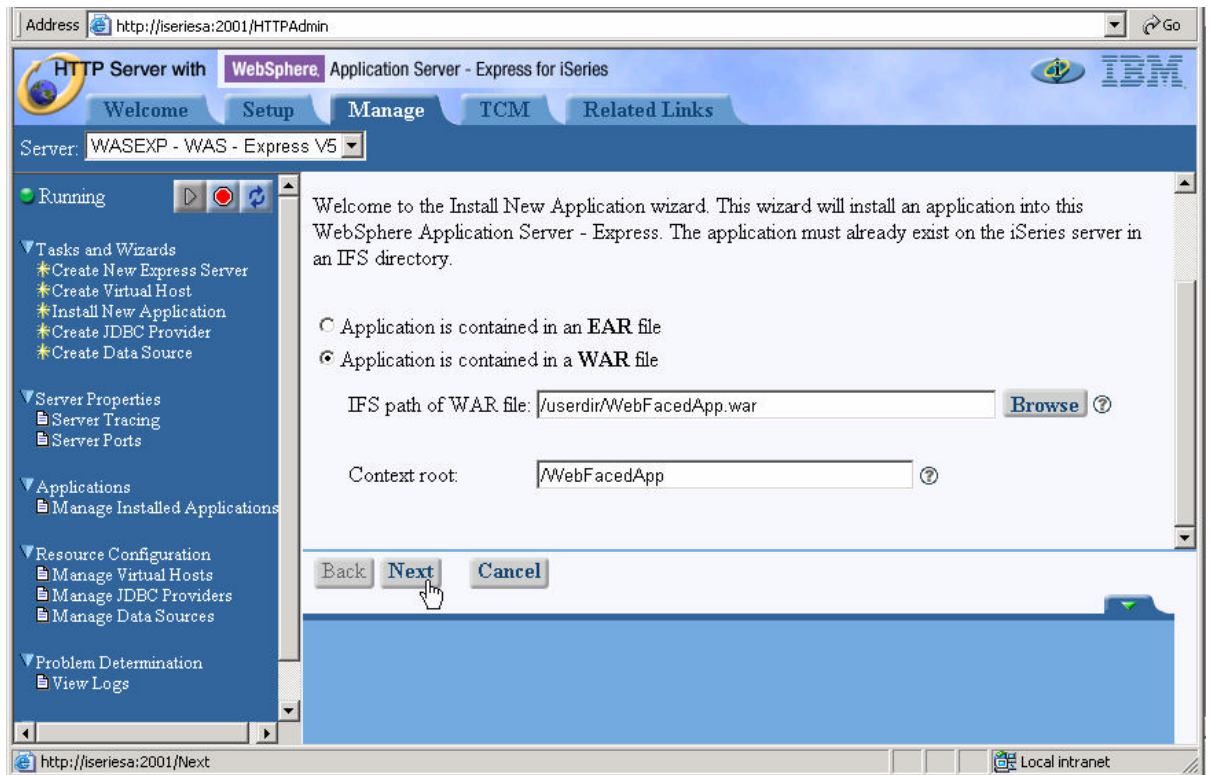 Address http://iseriesa:2001/HTTPAdmin Go
HTTP Server with WebSphere. Application Server - Express for iSeries IBM
Welcome Setup Manage TCM Related Links
Server: WASEXP - WAS - Express V5
Running
Tasks and Wizards
Create New Express Server
Create Virtual Host
Install New Application
Create JDBC Provider
Create Data Source
Server Properties
Server Tracing
Server Ports
Applications
Manage Installed Applications
Resource Configuration
Manage Virtual Hosts
Manage JDBC Providers
Manage Data Sources
Problem Determination
View Logs
Welcome to the Install New Application wizard. This wizard will install an application into this
WebSphere Application Server - Express. The application must already exist on the iSeries server in
an IFS directory.
Application is contained in an EAR file
Application is contained in a WAR file
IFS path of WAR file: /userdir/WebFacedApp.war Browse ?
Context root: /WebFacedApp ?
Back Next Cancel
http://iseriesa:2001/Next Local intranet